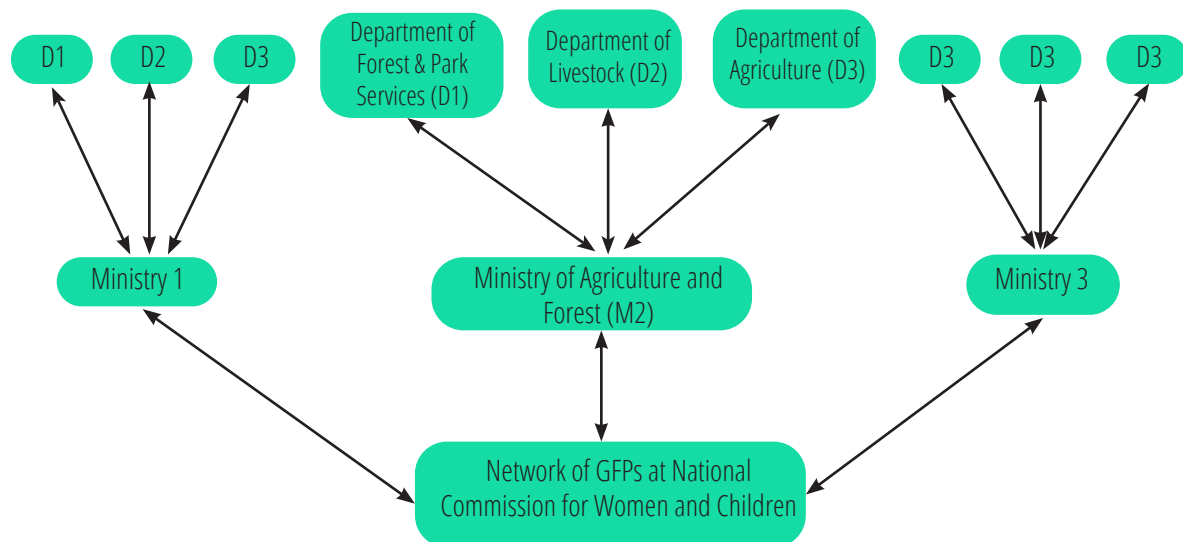 D1
D2
D3
Department of
Forest & Park
Services (D1)
Department of
Livestock (D2)
Department of
Agriculture (D3)
D3
D3
D3
Ministry 1
Ministry of Agriculture and
Forest (M2)
Ministry 3
Network of GFPs at National
Commission for Women and Children